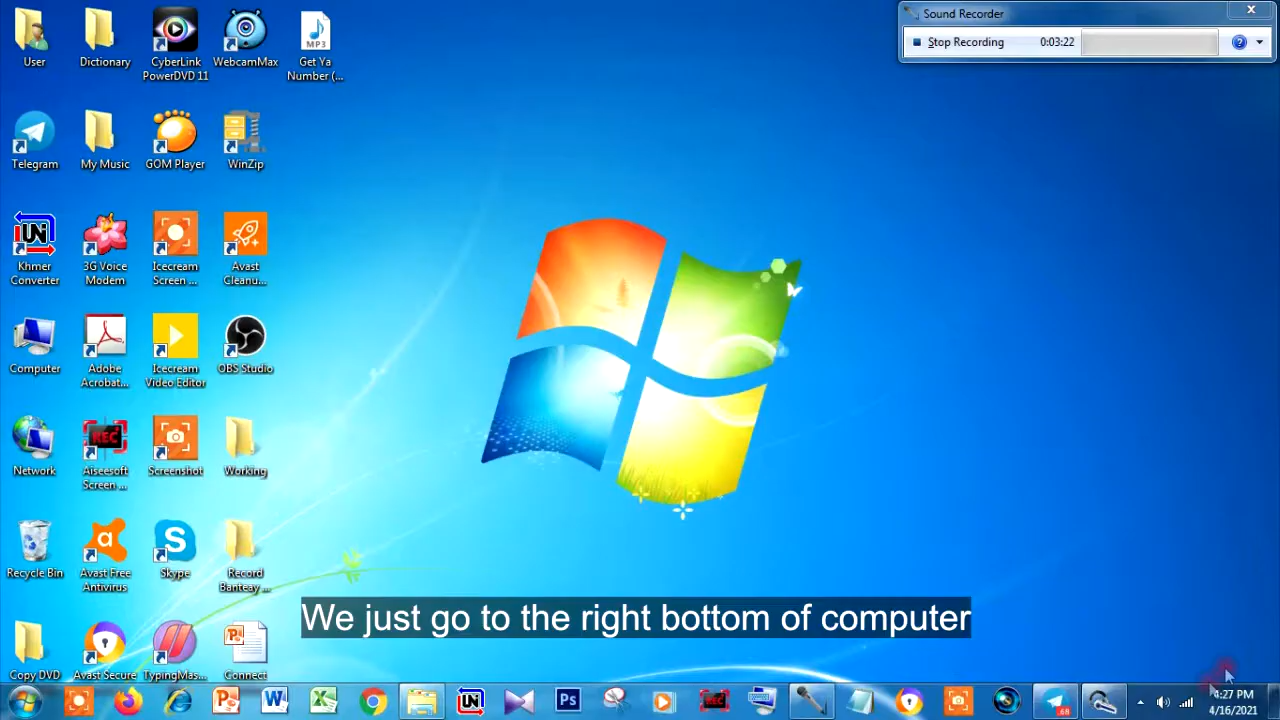 User
Dictionary
CyberLink
PowerDVD 11
WebcamMax
Get Ya
Number (...
Sound Recorder
Stop Recording
0:03:22
Telegram
My Music
GOM Player
WinZip
MP3
Khmer
Converter
3G Voice
Modem
Icecream
Screen ...
Avast
Cleanu...
Computer
Adobe
Acrobat...
Icecream
Video Editor
OBS Studio
Network
Aiseesoft
Screen ...
Screenshot
Working
REC
Recycle Bin
Avast Free
Antivirus
Skype
Record
Banteay ...
We just go to the right bottom of computer
Copy DVD
Avast Secure
TypingMas...
Connect
4:27 PM
4/16/2021